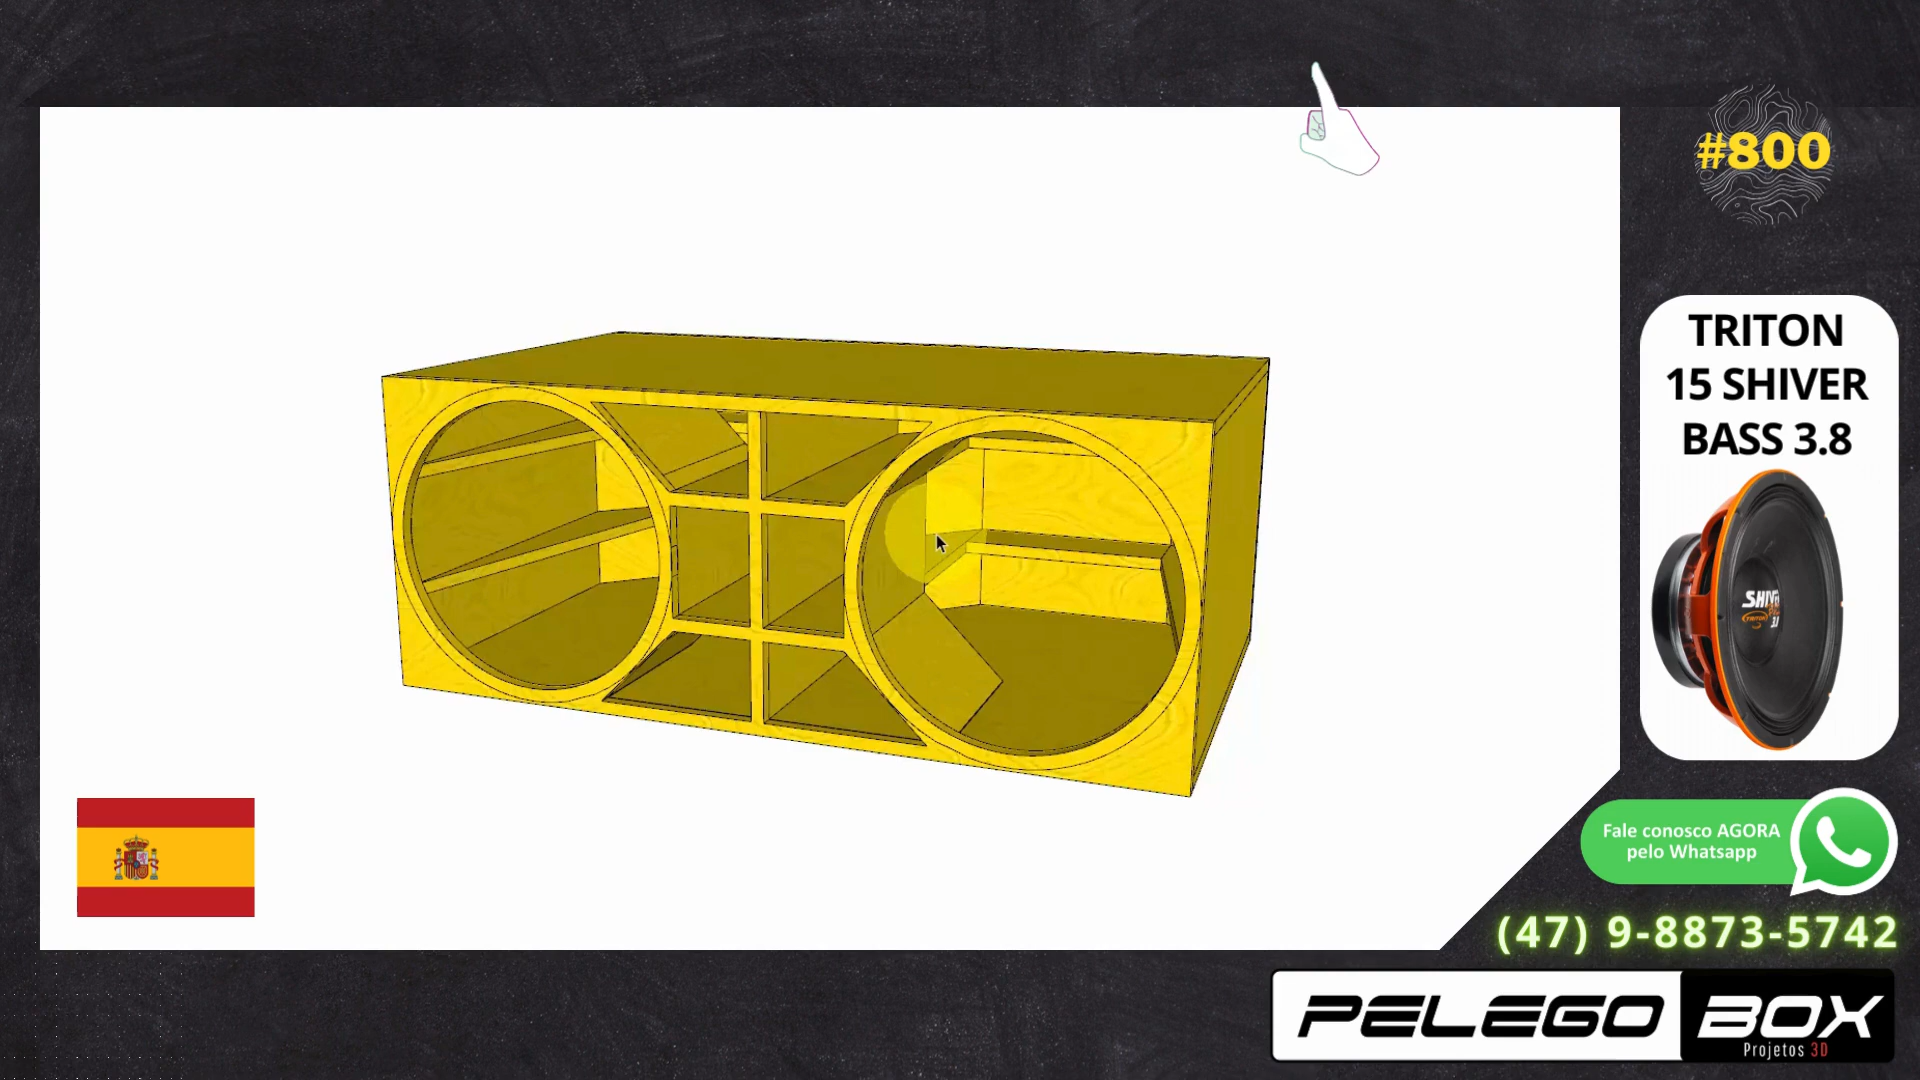 #800
TRITON
15 SHIVER
BASS 3.8
Fale conosco AGORA
pelo Whatsapp
(47) 9-8873-5742
PELEGO BOX
Projetos 3D